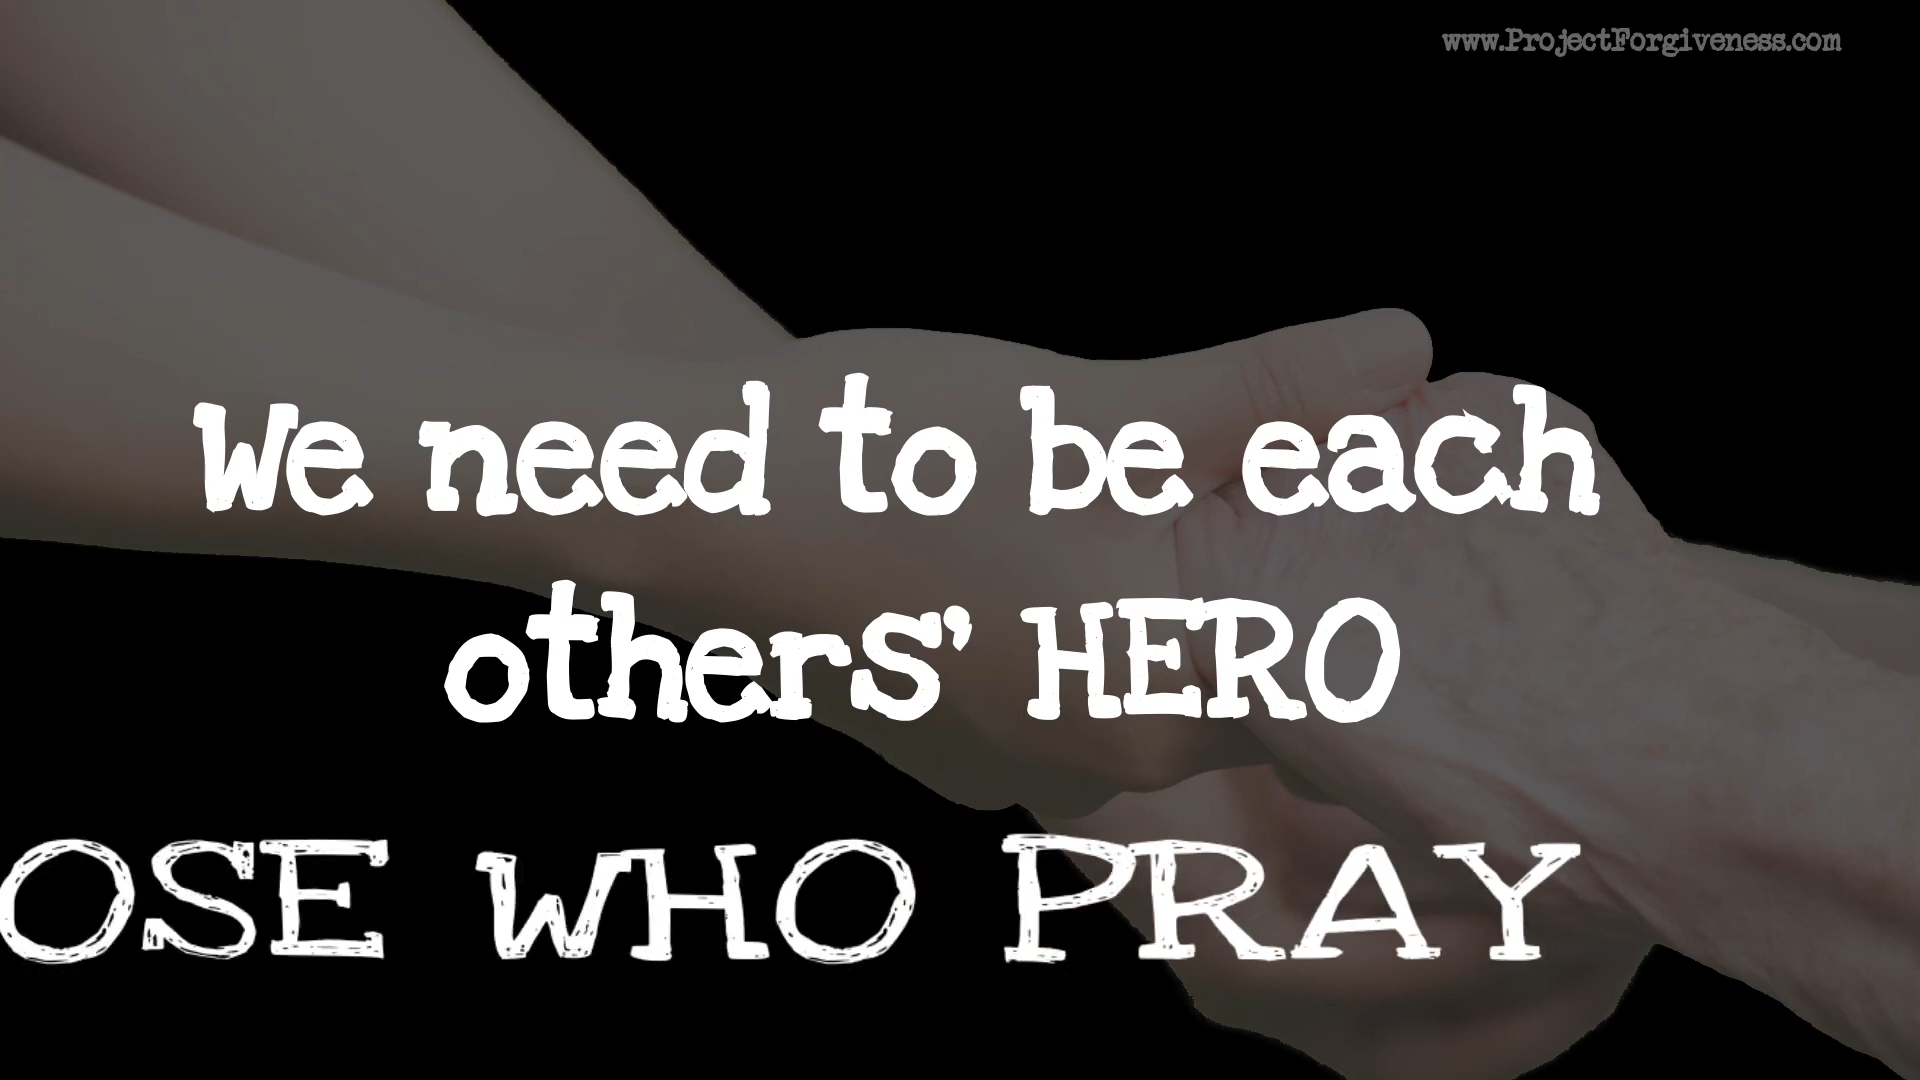 www.ProjectForgiveness.com
We need to be each
others’ HERO
OSE WHO PRAY